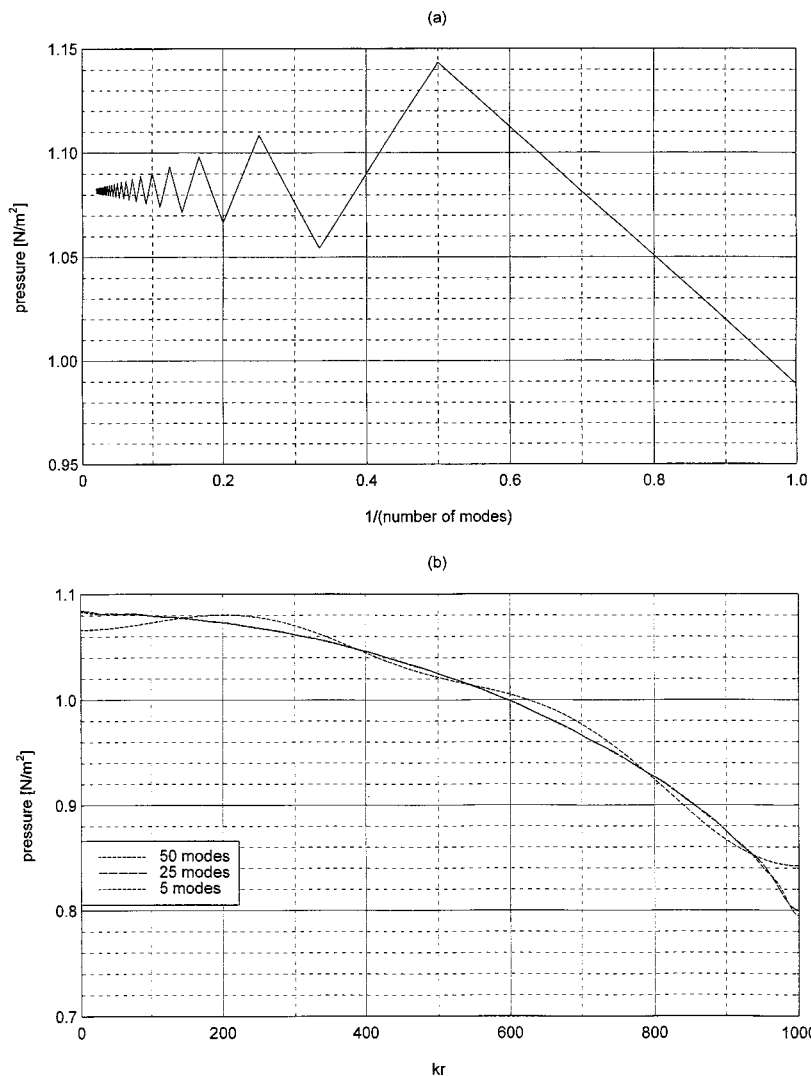 (a)
1.15
1.10
1.05
1.00
0.95
pressure [N/m²]
0 0.2 0.4 0.6 0.8 1.0
1/(number of modes)
(b)
1.1
1.0
0.9
0.8
0.7
pressure [N/m²]
50 modes
25 modes
5 modes
0 200 400 600 800 1000
kr